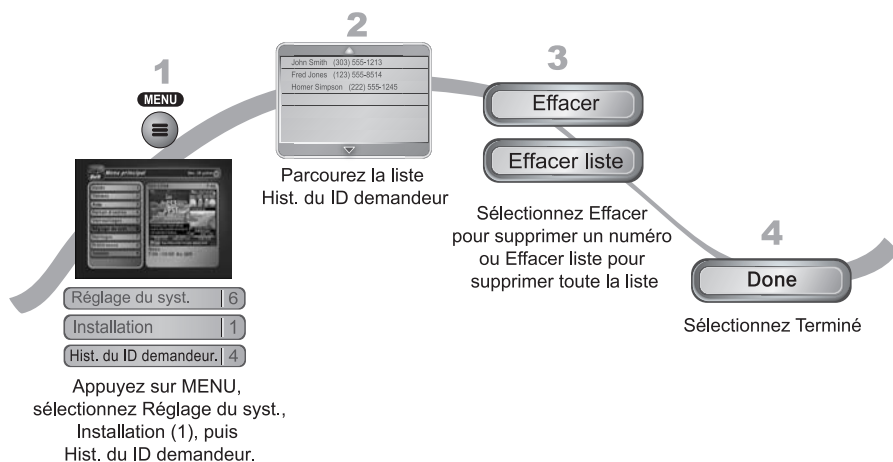 1
MENU
Menu principal
Réglage du syst. 6
Installation 1
Hist. du ID demandeur. 4
Appuyez sur MENU,
sélectionnez Réglage du syst.,
Installation (1), puis
Hist. du ID demandeur.
2
John Smith (303) 555-1213
Fred Jones (123) 555-8514
Homer Simpson (222) 555-1245
Parcourez la liste
Hist. du ID demandeur
3
Effacer
Effacer liste
Sélectionnez Effacer
pour supprimer un numéro
ou Effacer liste pour
supprimer toute la liste
4
Done
Sélectionnez Terminé